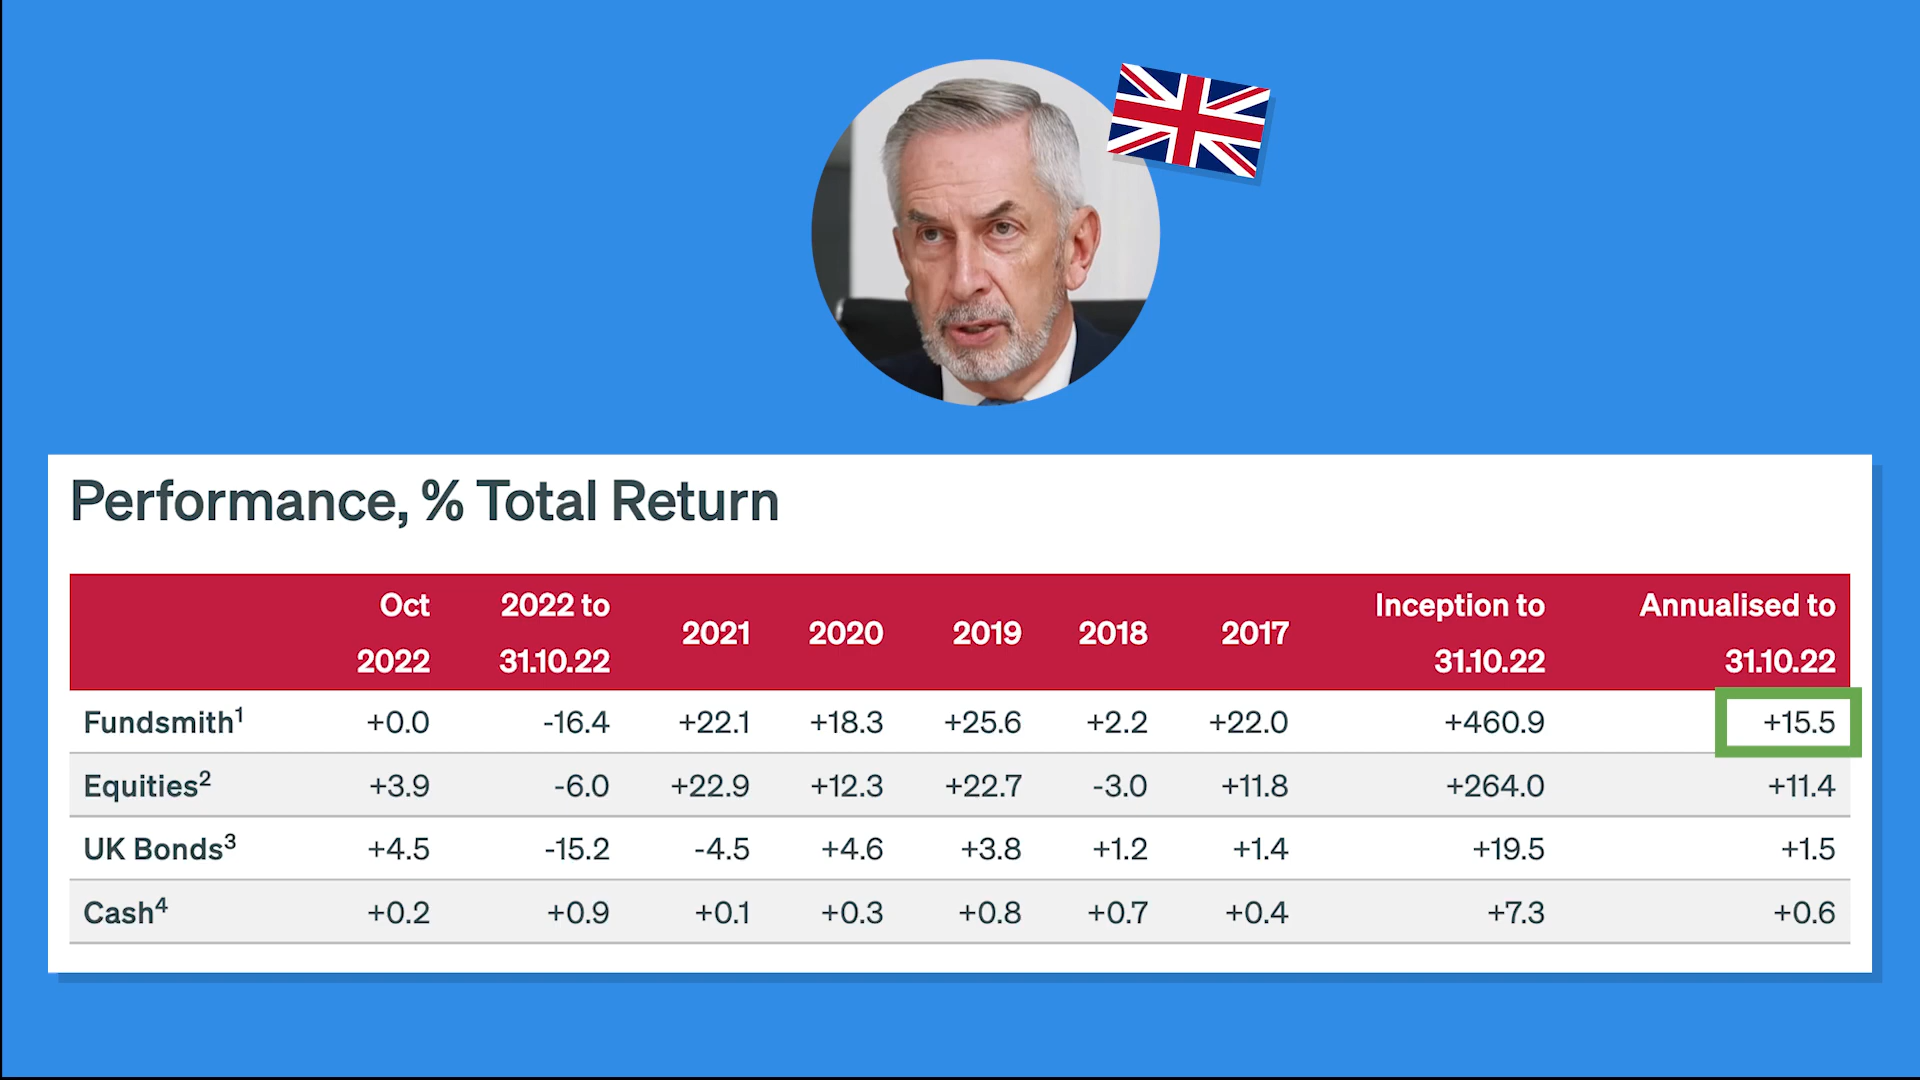 Performance, % Total Return
Oct 2022 2022 to 31.10.22 2021 2020 2019 2018 2017 Inception to 31.10.22 Annualised to 31.10.22
Fundsmith¹ +0.0 -16.4 +22.1 +18.3 +25.6 +2.2 +22.0 +460.9 +15.5
Equities² +3.9 -6.0 +22.9 +12.3 +22.7 -3.0 +11.8 +264.0 +11.4
UK Bonds³ +4.5 -15.2 -4.5 +4.6 +3.8 +1.2 +1.4 +19.5 +1.5
Cash⁴ +0.2 +0.9 +0.1 +0.3 +0.8 +0.7 +0.4 +7.3 +0.6